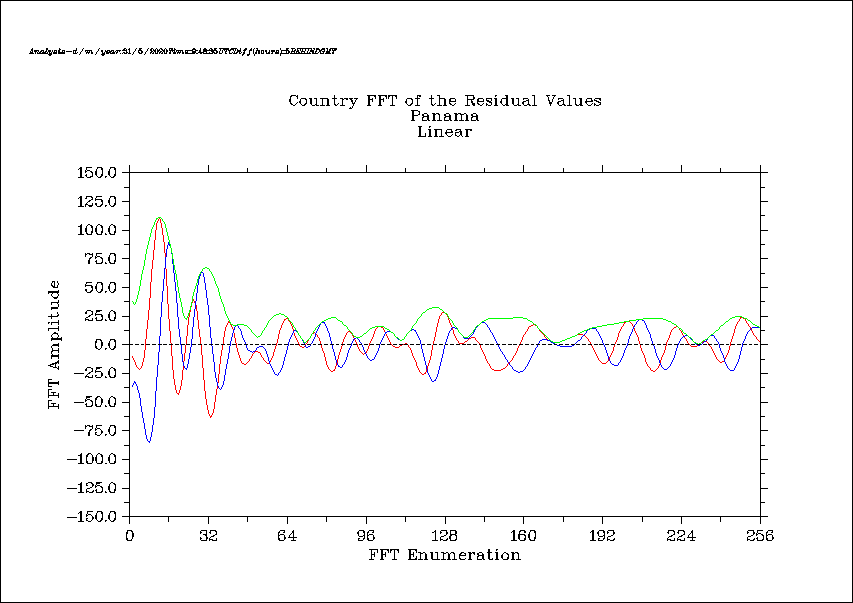 Analysis-d/m/year:31/5/2020Time:9:48:35UTCDiff(hours):5BEHINDGMT
Country FFT of the Residual Values
Panama
Linear
150.0
125.0
100.0
75.0
50.0
25.0
0.0
−25.0
−50.0
−75.0
−100.0
−125.0
−150.0
FFT Amplitude
0 32 64 96 128 160 192 224 256
FFT Enumeration